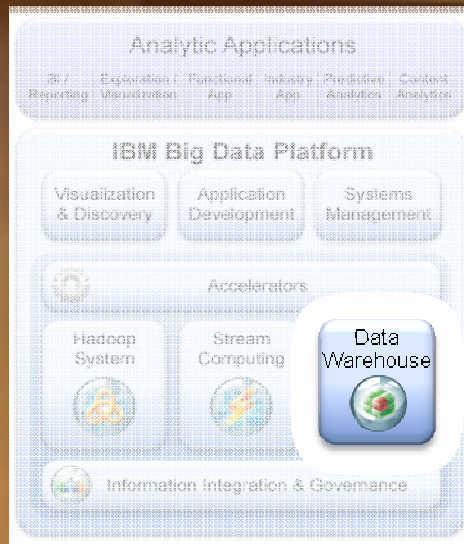 Analytic Applications
BI / Exploration / Functional Industry Predictive Content
Reporting Visualization App App Analytics Analytics
IBM Big Data Platform
Visualization Application Systems
& Discovery Development Management
Accelerators
Hadoop Stream Data
System Computing Warehouse
Information Integration & Governance